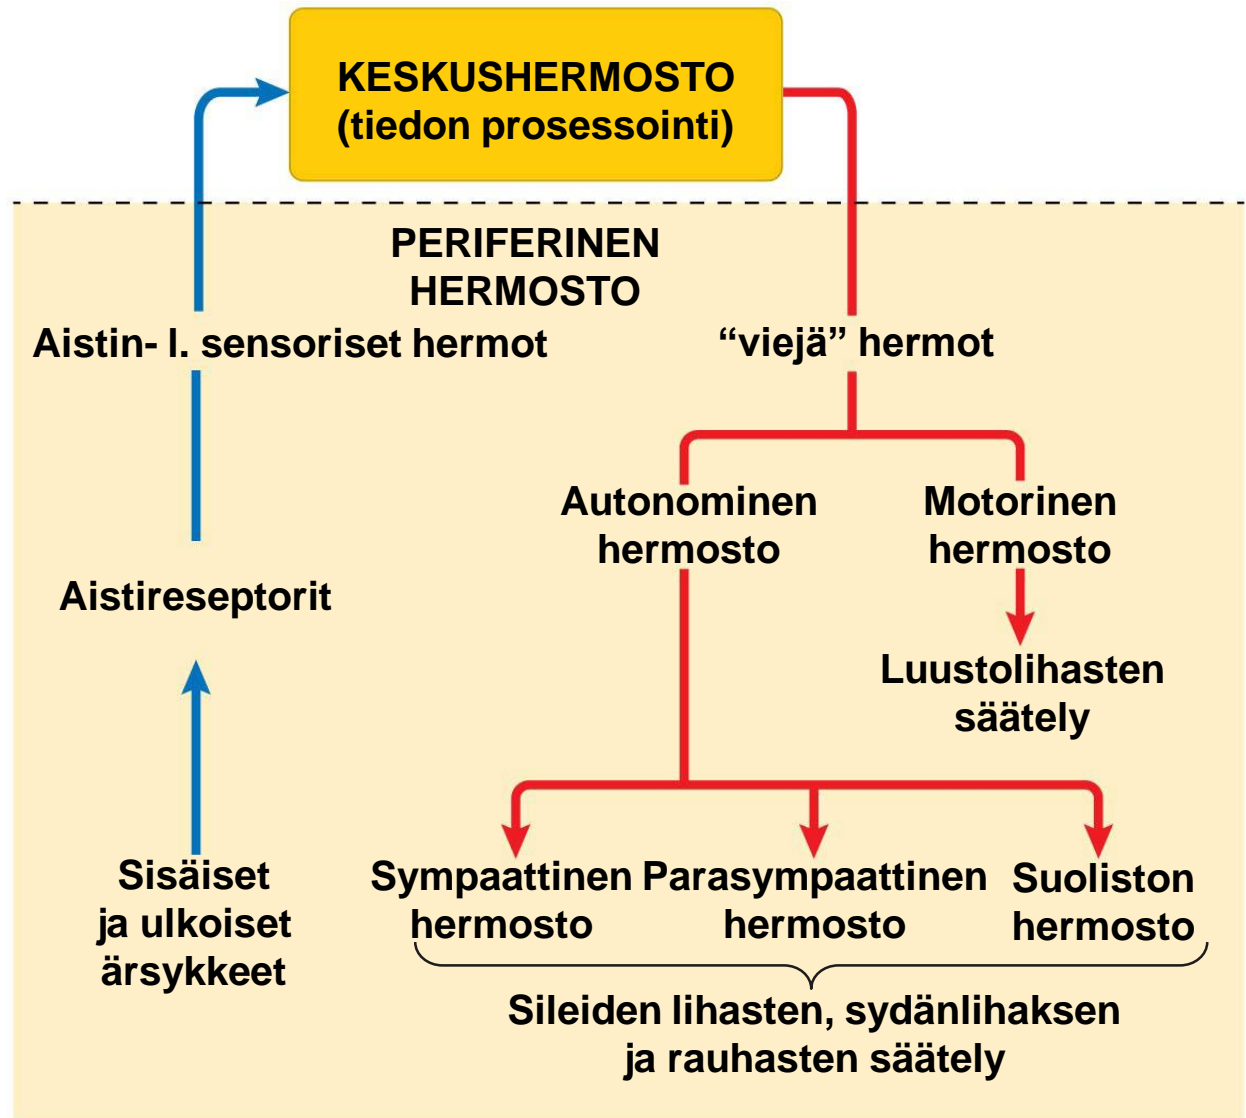 KESKUSHERMOSTO
(tiedon prosessointi)
PERIFERINEN
HERMOSTO
Aistin- l. sensoriset hermot
“viejä” hermot
Autonominen
hermosto
Motorinen
hermosto
Aistireseptorit
Luustolihasten
säätely
Sisäiset
ja ulkoiset
ärsykkeet
Sympaattinen
hermosto
Parasympaattinen
hermosto
Suoliston
hermosto
Sileiden lihasten, sydänlihaksen
ja rauhasten säätely